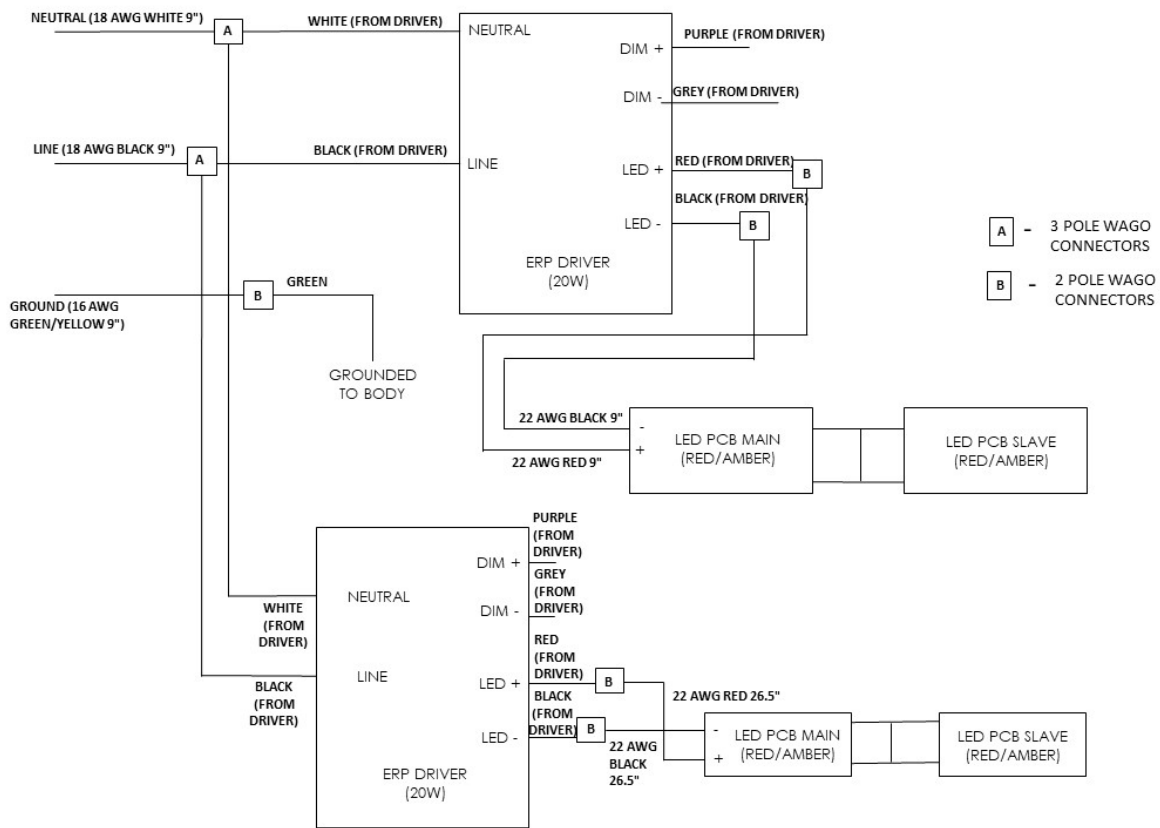 NEUTRAL (18 AWG WHITE 9")
A
WHITE (FROM DRIVER)
NEUTRAL
DIM +
PURPLE (FROM DRIVER)
DIM -
GREY (FROM DRIVER)
LINE (18 AWG BLACK 9")
A
BLACK (FROM DRIVER)
LINE
LED +
RED (FROM DRIVER)
B
BLACK (FROM DRIVER)
LED -
B
ERP DRIVER
(20W)
A - 3 POLE WAGO
CONNECTORS
B - 2 POLE WAGO
CONNECTORS
GREEN
B
GROUND (16 AWG
GREEN/YELLOW 9")
GROUNDED
TO BODY
22 AWG BLACK 9"
-
+
22 AWG RED 9"
LED PCB MAIN
(RED/AMBER)
LED PCB SLAVE
(RED/AMBER)
PURPLE
(FROM
DRIVER)
DIM +
GREY
(FROM
DRIVER)
NEUTRAL
DIM -
WHITE
(FROM
DRIVER)
RED
(FROM
DRIVER)
LINE
LED +
B
BLACK
(FROM
DRIVER)
BLACK
(FROM
DRIVER)
22 AWG RED 26.5"
LED -
B
22 AWG
BLACK
26.5"
-
+
LED PCB MAIN
(RED/AMBER)
LED PCB SLAVE
(RED/AMBER)
ERP DRIVER
(20W)